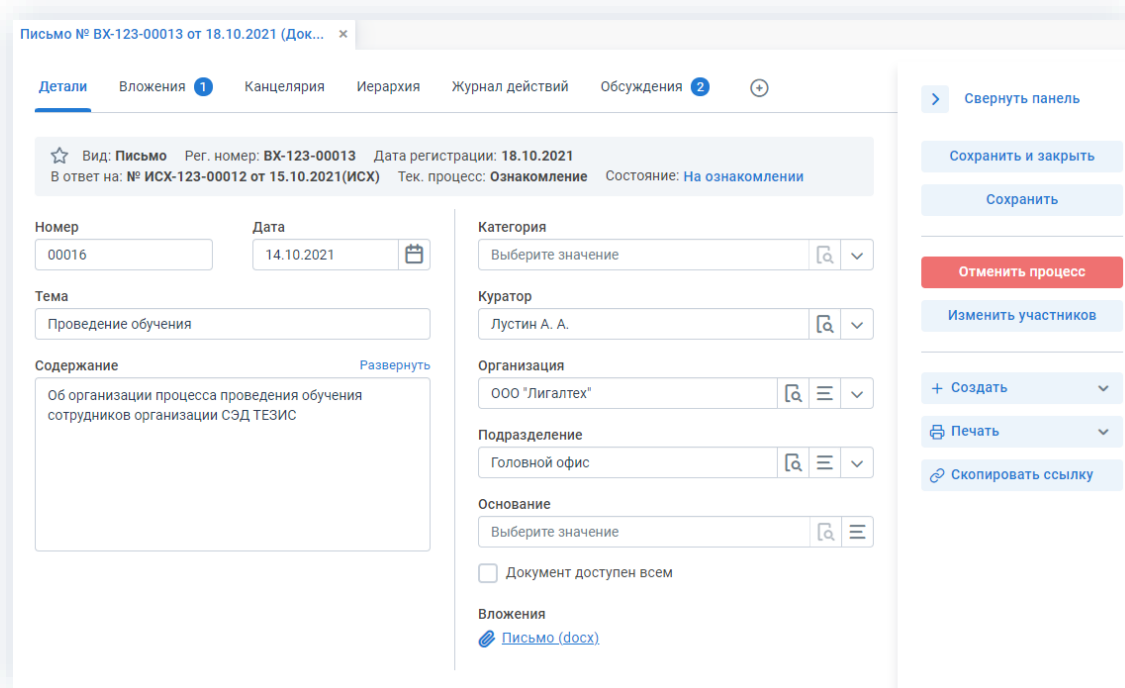 Письмо № ВХ-123-00013 от 18.10.2021 (Док... ×
Детали Вложения 1 Канцелярия Иерархия Журнал действий Обсуждения 2
Вид: Письмо Рег. номер: ВХ-123-00013 Дата регистрации: 18.10.2021
В ответ на: № ИСХ-123-00012 от 15.10.2021(ИСХ) Тек. процесс: Ознакомление Состояние: На ознакомлении
Номер Дата
00016 14.10.2021
Тема
Проведение обучения
Содержание Развернуть
Об организации процесса проведения обучения
сотрудников организации СЭД ТЕЗИС
Категория
Выберите значение
Куратор
Лустин А. А.
Организация
ООО "Лигалтех"
Подразделение
Головной офис
Основание
Выберите значение
Документ доступен всем
Вложения
Письмо (docx)
Свернуть панель
Сохранить и закрыть
Сохранить
Отменить процесс
Изменить участников
+ Создать
Печать
Скопировать ссылку